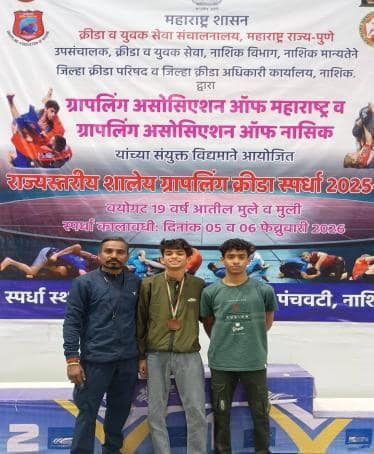 महाराष्ट्र शासन
क्रीडा व युवक सेवा संचालनालय, महाराष्ट्र राज्य-पुणे
उपसंचालक, क्रीडा व युवक सेवा, नाशिक विभाग, नाशिक मान्यतेने
जिल्हा क्रीडा परिषद व जिल्हा क्रीडा अधिकारी कार्यालय, नाशिक.
द्वारा
ग्रापलिंग असोसिएशन ऑफ महाराष्ट्र व
ग्रापलिंग असोसिएशन ऑफ नासिक
यांच्या संयुक्त विद्यमाने आयोजित
राज्यस्तरीय शालेय ग्रापलिंग क्रीडा स्पर्धा 2025-
वयोगट 19 वर्ष आतील मुले व मुली
स्पर्धा कालावधी: दिनांक 05 व 06 फेब्रुवारी 2026
स्पर्धा स्थ
पंचवटी, नाशि
2